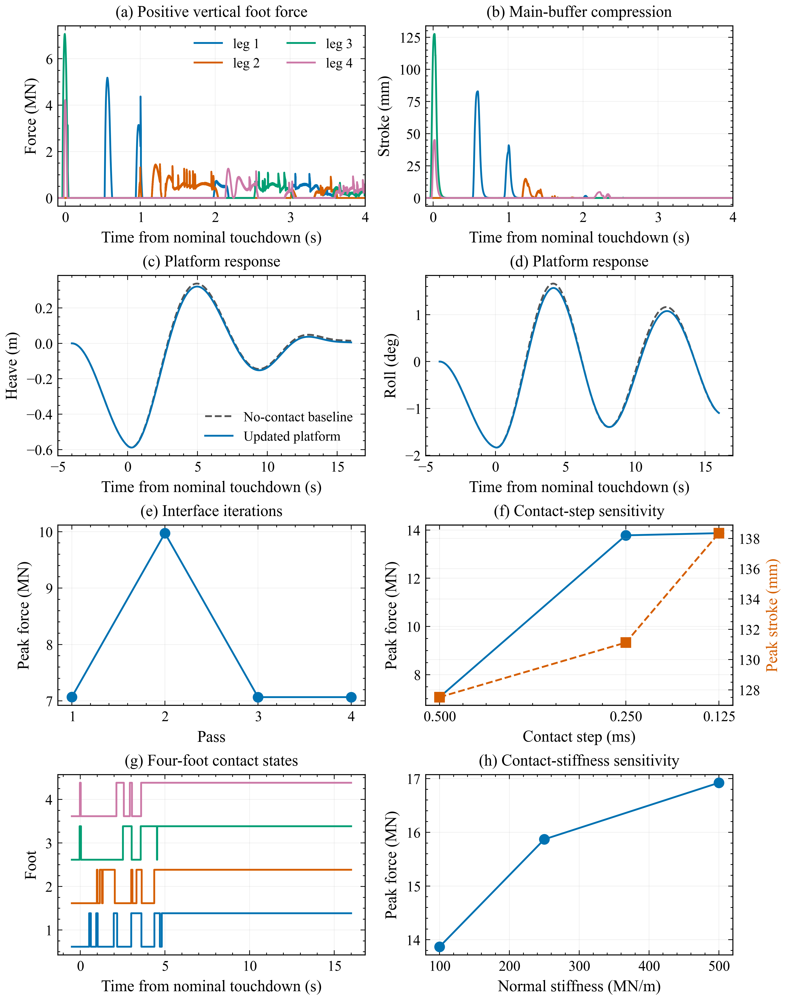 (a) Positive vertical foot force
Force (MN)
6
4
2
0
leg 1
leg 2
leg 3
leg 4
0 1 2 3 4
Time from nominal touchdown (s)
(b) Main-buffer compression
Stroke (mm)
125
100
75
50
25
0
0 1 2 3 4
Time from nominal touchdown (s)
(c) Platform response
Heave (m)
0.2
0.0
−0.2
−0.4
−0.6
No-contact baseline
Updated platform
−5 0 5 10 15
Time from nominal touchdown (s)
(d) Platform response
Roll (deg)
1
0
−1
−2
−5 0 5 10 15
Time from nominal touchdown (s)
(e) Interface iterations
Peak force (MN)
10
9
8
7
1 2 3 4
Pass
(f) Contact-step sensitivity
Peak force (MN)
14
12
10
8
138
136
134
132
130
128
Peak stroke (mm)
0.500 0.250 0.125
Contact step (ms)
(g) Four-foot contact states
Foot
4
3
2
1
0 5 10 15
Time from nominal touchdown (s)
(h) Contact-stiffness sensitivity
Peak force (MN)
17
16
15
14
100 200 300 400 500
Normal stiffness (MN/m)